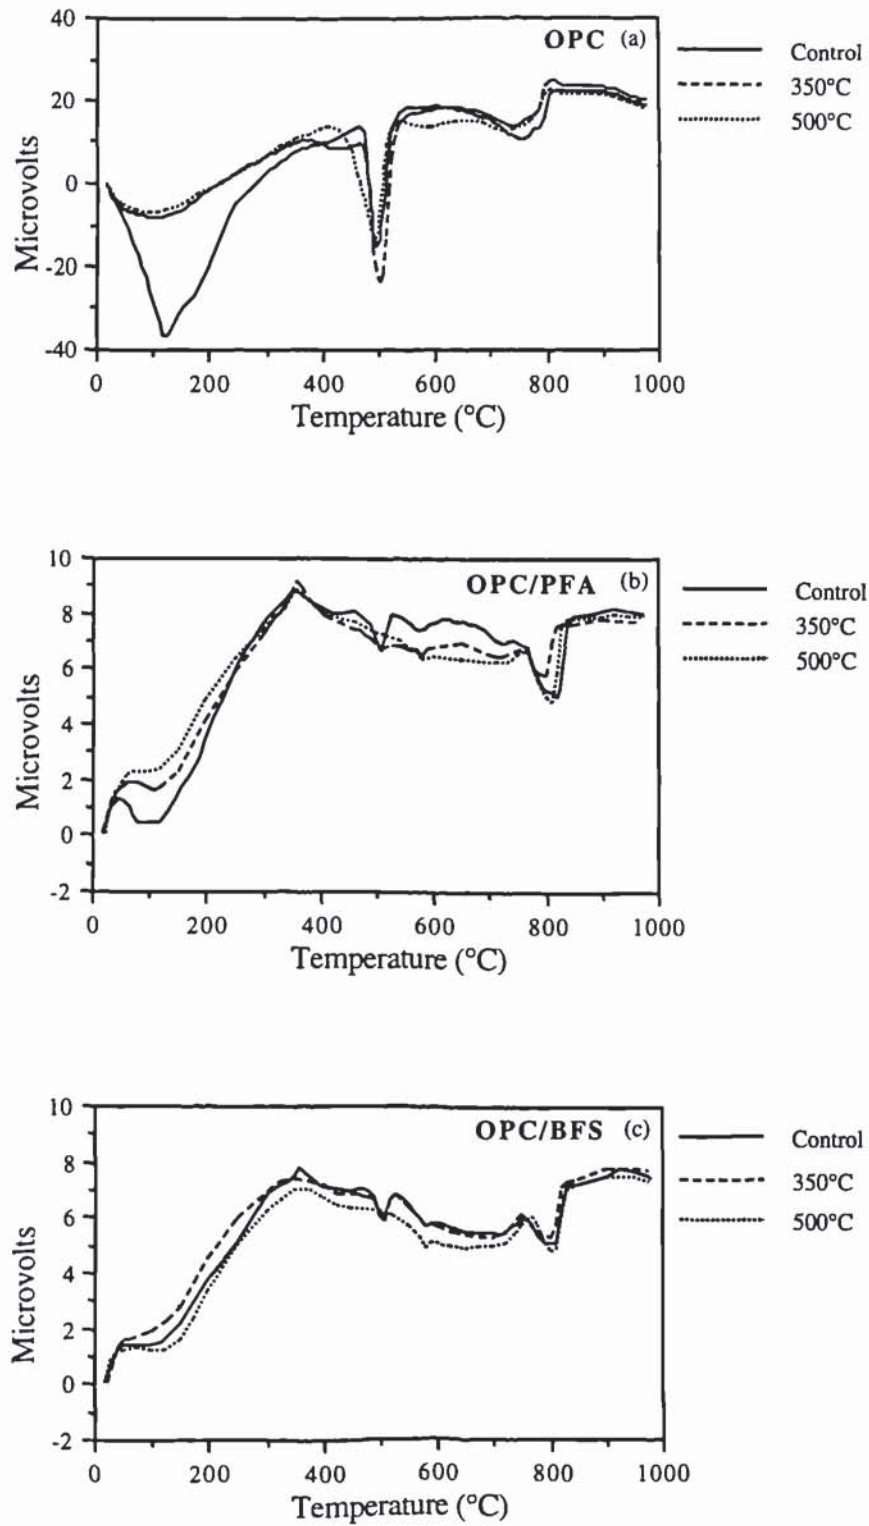 40
OPC (a)
Control
20
350°C
500°C
0
Microvolts
-20
-40
0 200 400 600 800 1000
Temperature (°C)
10
OPC/PFA (b)
Control
8
350°C
6
500°C
4
Microvolts
2
0
-2
0 200 400 600 800 1000
Temperature (°C)
10
OPC/BFS (c)
Control
8
350°C
6
500°C
4
Microvolts
2
0
-2
0 200 400 600 800 1000
Temperature (°C)